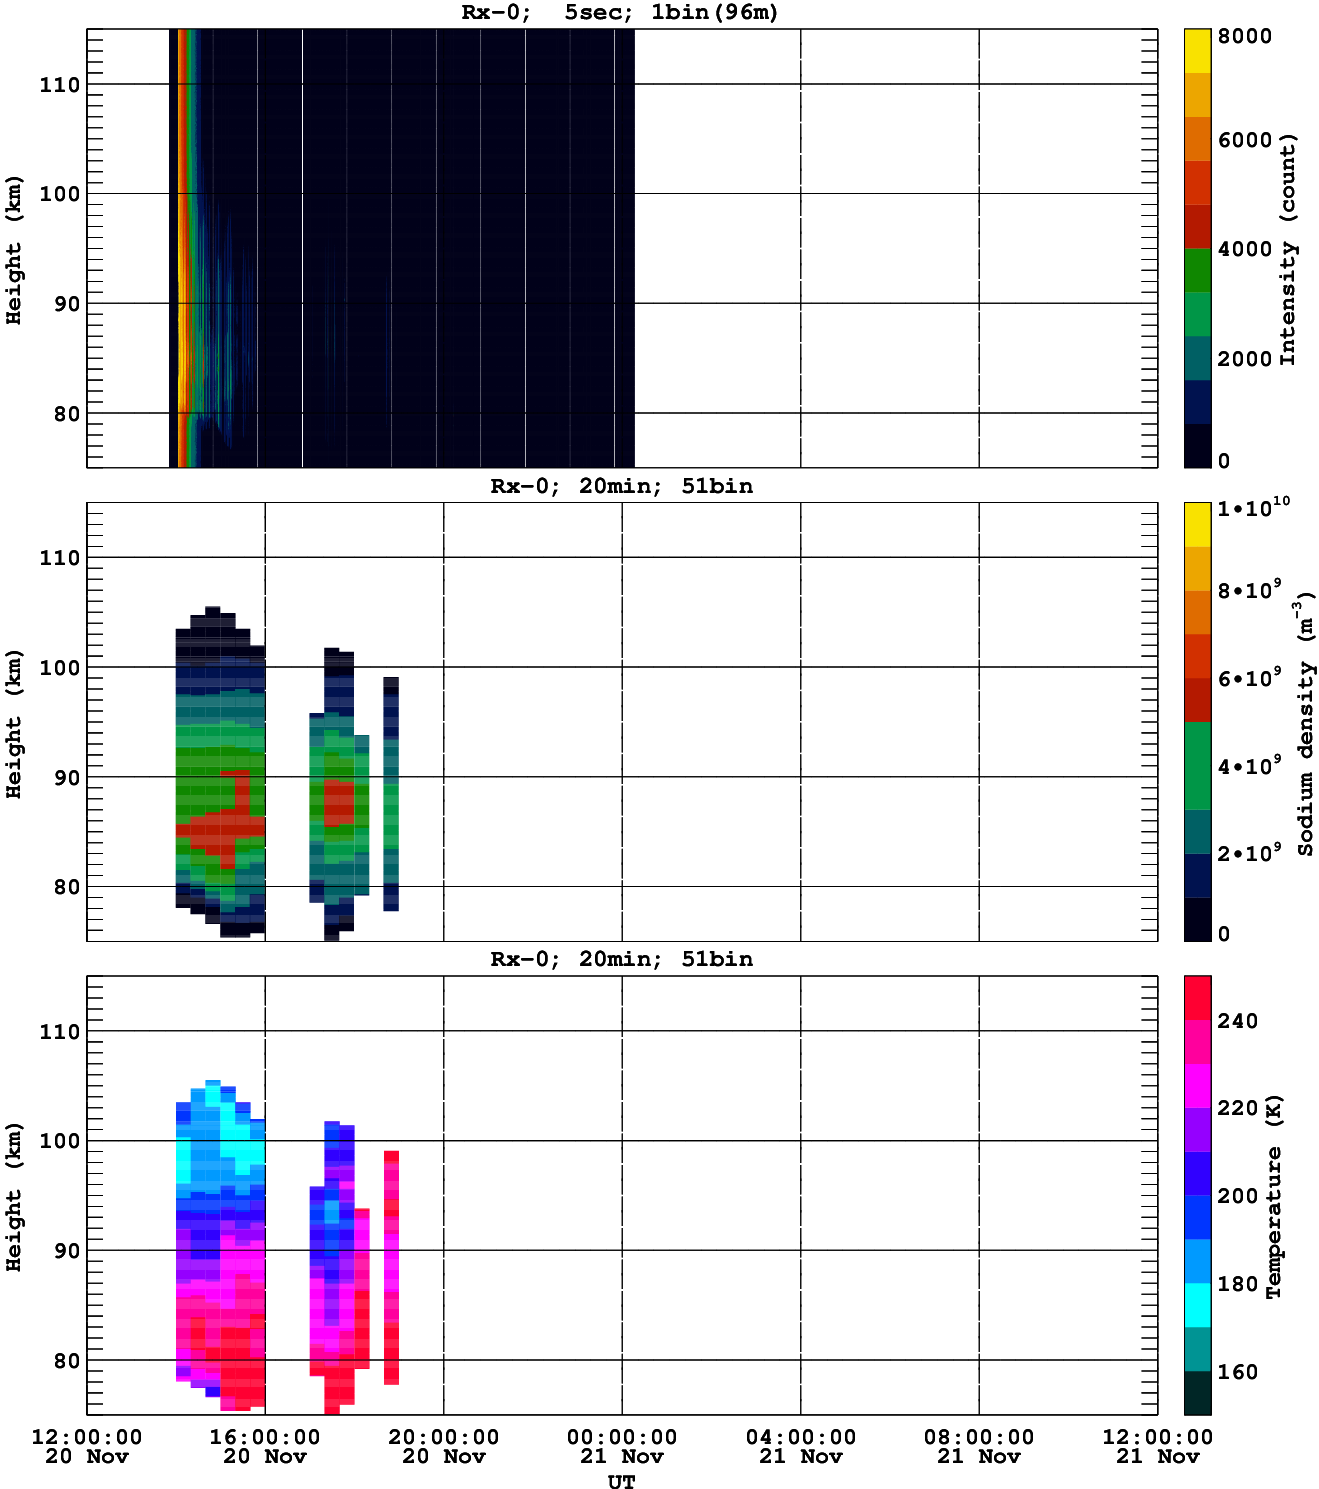 Rx-0;  5sec; 1bin(96m)
110
100
90
80
Height (km)
8000
6000
4000
2000
0
Intensity (count)
Rx-0; 20min; 51bin
110
100
90
80
Height (km)
1•10¹⁰
8•10⁹
6•10⁹
4•10⁹
2•10⁹
0
Sodium density (m⁻³)
Rx-0; 20min; 51bin
110
100
90
80
Height (km)
240
220
200
180
160
Temperature (K)
12:00:00 16:00:00 20:00:00 00:00:00 04:00:00 08:00:00 12:00:00
20 Nov 20 Nov 20 Nov 21 Nov 21 Nov 21 Nov 21 Nov
UT